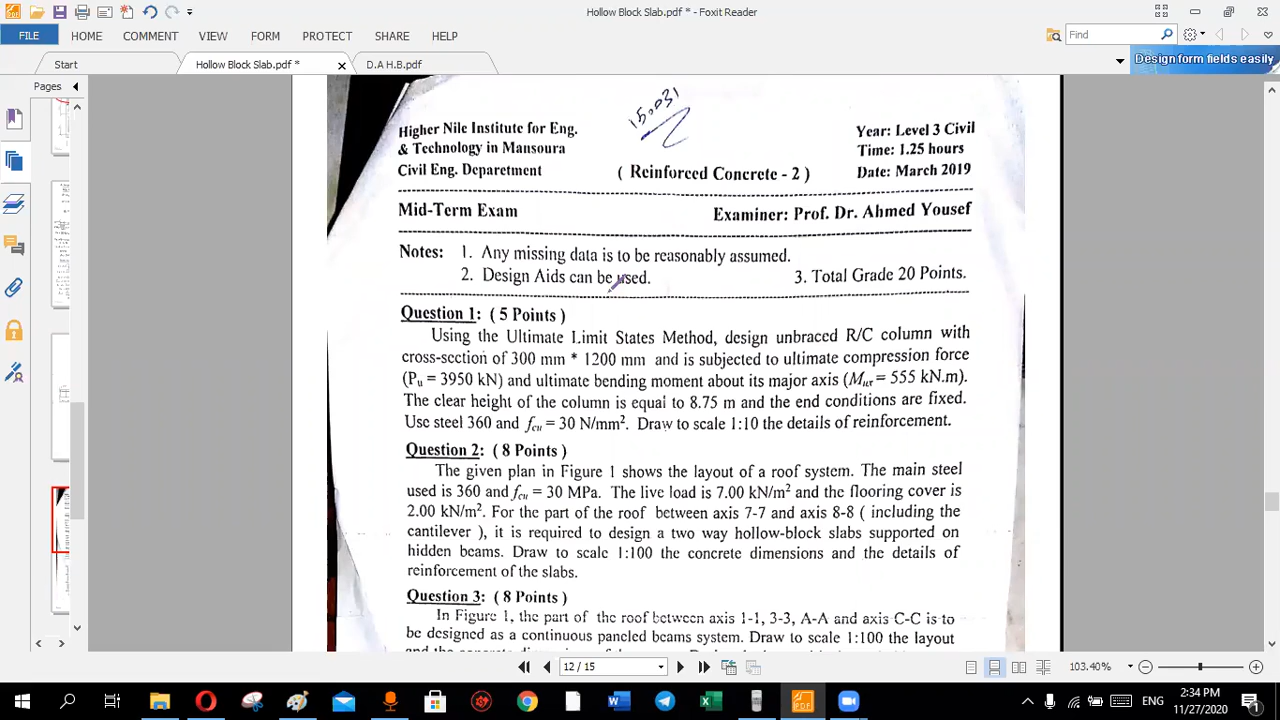 Hollow Block Slab.pdf * - Foxit Reader
FILE HOME COMMENT VIEW FORM PROTECT SHARE HELP
Find
Design form fields easily
Start Hollow Block Slab.pdf * D.A H.B.pdf
Pages
15.031
Higher Nile Institute for Eng.
& Technology in Mansoura
Civil Eng. Deparetment
( Reinforced Concrete - 2 )
Year: Level 3 Civil
Time: 1.25 hours
Date: March 2019
Mid-Term Exam Examiner: Prof. Dr. Ahmed Yousef
Notes: 1. Any missing data is to be reasonably assumed.
2. Design Aids can be used. 3. Total Grade 20 Points.
Question 1: ( 5 Points )
Using the Ultimate Limit States Method, design unbraced R/C column with
cross-section of 300 mm * 1200 mm and is subjected to ultimate compression force
(Pu = 3950 kN) and ultimate bending moment about its major axis (Mux = 555 kN.m).
The clear height of the column is equal to 8.75 m and the end conditions are fixed.
Use steel 360 and fcu = 30 N/mm². Draw to scale 1:10 the details of reinforcement.
Question 2: ( 8 Points )
The given plan in Figure 1 shows the layout of a roof system. The main steel
used is 360 and fcu = 30 MPa. The live load is 7.00 kN/m² and the flooring cover is
2.00 kN/m². For the part of the roof between axis 7-7 and axis 8-8 ( including the
cantilever ), it is required to design a two way hollow-block slabs supported on
hidden beams. Draw to scale 1:100 the concrete dimensions and the details of
reinforcement of the slabs.
Question 3: ( 8 Points )
In Figure 1, the part of the roof between axis 1-1, 3-3, A-A and axis C-C is to
be designed as a continuous paneled beams system. Draw to scale 1:100 the layout
12 / 15
103.40%
ENG
2:34 PM
11/27/2020